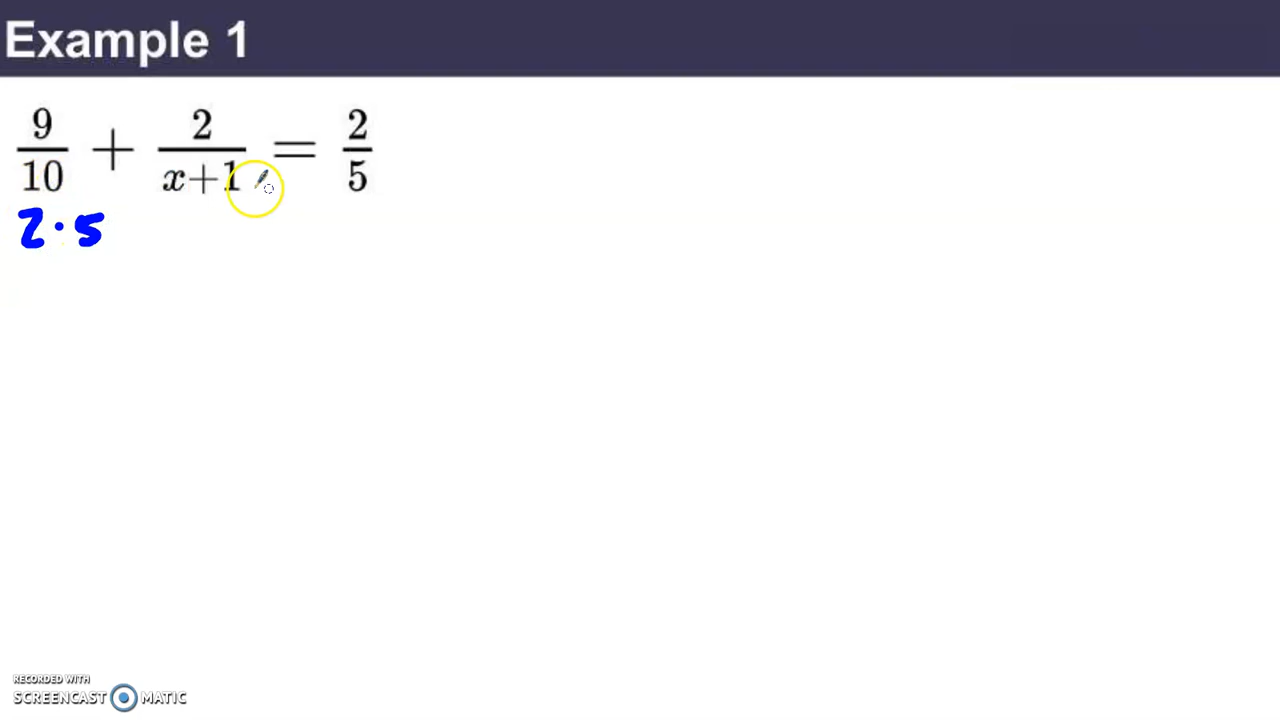 Example 1
9/10 + 2/(x+1) = 2/5
2·5
RECORDED WITH
SCREENCAST MATIC